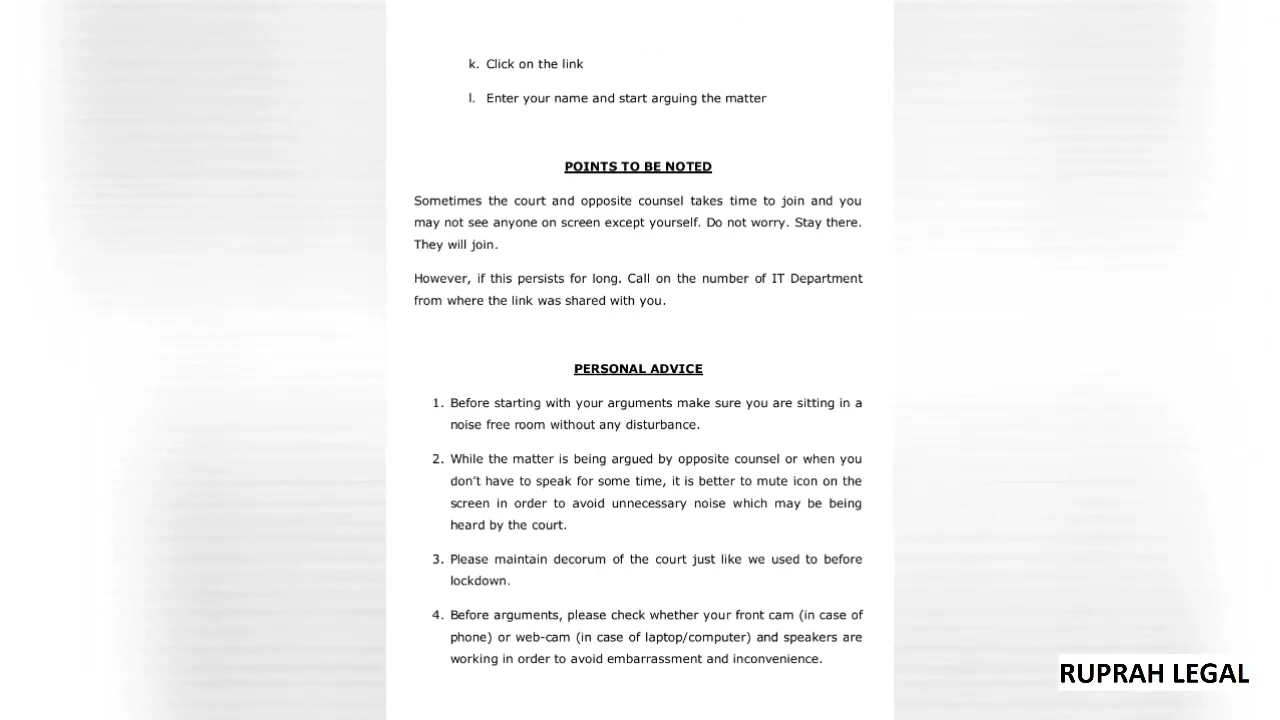 k. Click on the link
l. Enter your name and start arguing the matter
POINTS TO BE NOTED
Sometimes the court and opposite counsel takes time to join and you
may not see anyone on screen except yourself. Do not worry. Stay there.
They will join.
However, if this persists for long. Call on the number of IT Department
from where the link was shared with you.
PERSONAL ADVICE
1. Before starting with your arguments make sure you are sitting in a
noise free room without any disturbance.
2. While the matter is being argued by opposite counsel or when you
don't have to speak for some time, it is better to mute icon on the
screen in order to avoid unnecessary noise which may be being
heard by the court.
3. Please maintain decorum of the court just like we used to before
lockdown.
4. Before arguments, please check whether your front cam (in case of
phone) or web-cam (in case of laptop/computer) and speakers are
working in order to avoid embarrassment and inconvenience.
RUPRAH LEGAL